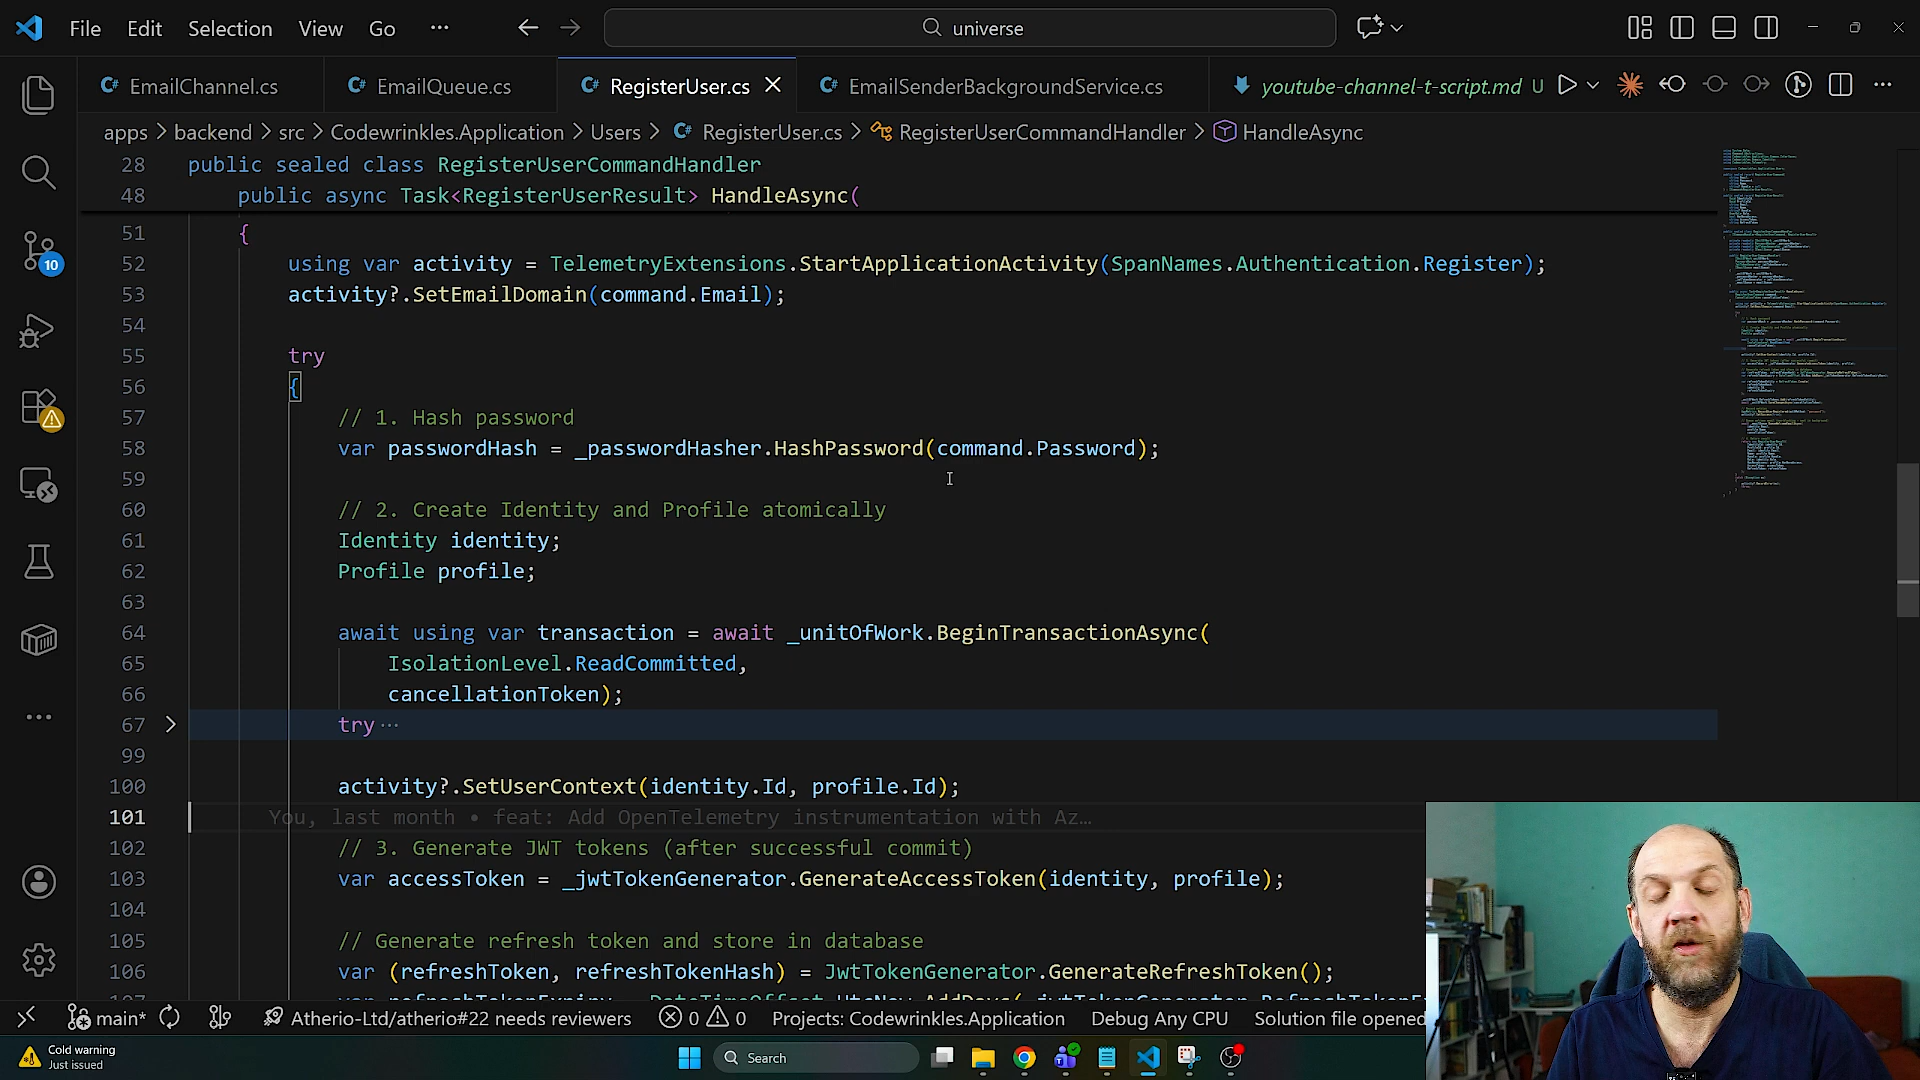 File Edit Selection View Go ··· universe
EmailChannel.cs EmailQueue.cs RegisterUser.cs EmailSenderBackgroundService.cs youtube-channel-t-script.md U
apps > backend > src > Codewrinkles.Application > Users > RegisterUser.cs > RegisterUserCommandHandler > HandleAsync
28 public sealed class RegisterUserCommandHandler
48 public async Task<RegisterUserResult> HandleAsync(
51 {
52 using var activity = TelemetryExtensions.StartApplicationActivity(SpanNames.Authentication.Register);
53 activity?.SetEmailDomain(command.Email);
54
55 try
56 {
57 // 1. Hash password
58 var passwordHash = _passwordHasher.HashPassword(command.Password);
59
60 // 2. Create Identity and Profile atomically
61 Identity identity;
62 Profile profile;
63
64 await using var transaction = await _unitOfWork.BeginTransactionAsync(
65 IsolationLevel.ReadCommitted,
66 cancellationToken);
67 try ···
99
100 activity?.SetUserContext(identity.Id, profile.Id);
101 You, last month • feat: Add OpenTelemetry instrumentation with Az…
102 // 3. Generate JWT tokens (after successful commit)
103 var accessToken = _jwtTokenGenerator.GenerateAccessToken(identity, profile);
104
105 // Generate refresh token and store in database
106 var (refreshToken, refreshTokenHash) = JwtTokenGenerator.GenerateRefreshToken();
10
main* Atherio-Ltd/atherio#22 needs reviewers 0 0 Projects: Codewrinkles.Application Debug Any CPU Solution file opened
Cold warning
Just issued
Search